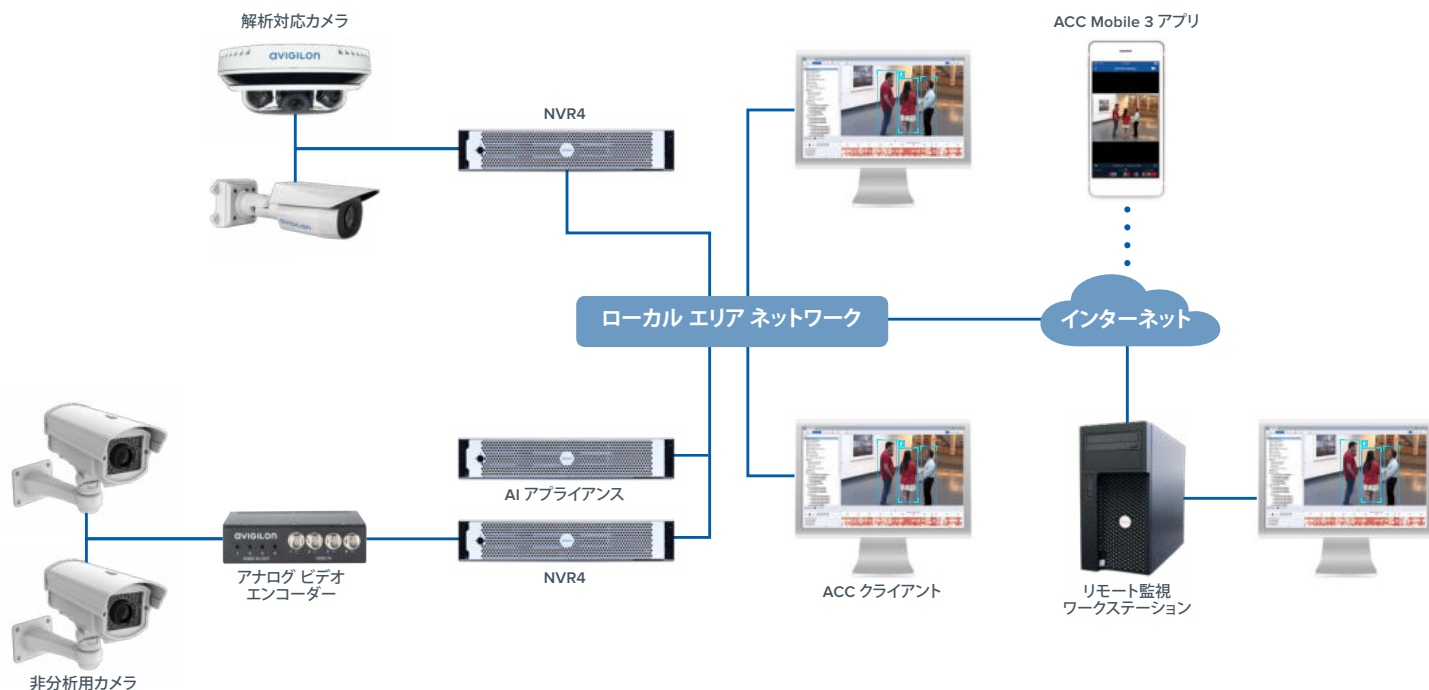 解析対応カメラ
ACC Mobile 3 アプリ
AVIGILON
NVR4
AVIGILON
ローカル エリア ネットワーク
インターネット
AI アプライアンス
AVIGILON
アナログ ビデオ
エンコーダー
NVR4
ACC クライアント
リモート監視
ワークステーション
非分析用カメラ